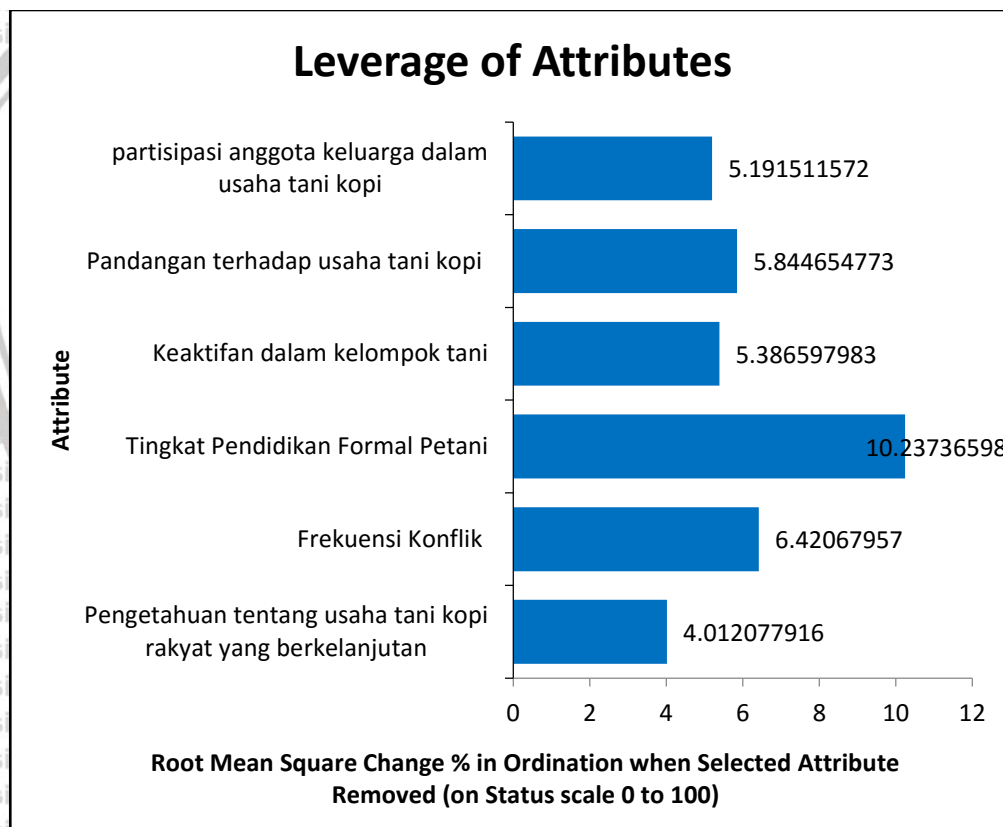 Leverage of Attributes
partisipasi anggota keluarga dalam
usaha tani kopi
5.191511572
Pandangan terhadap usaha tani kopi
5.844654773
Keaktifan dalam kelompok tani
5.386597983
Attribute
Tingkat Pendidikan Formal Petani
10.23736598
Frekuensi Konflik
6.42067957
Pengetahuan tentang usaha tani kopi
rakyat yang berkelanjutan
4.012077916
0 2 4 6 8 10 12
Root Mean Square Change % in Ordination when Selected Attribute
Removed (on Status scale 0 to 100)